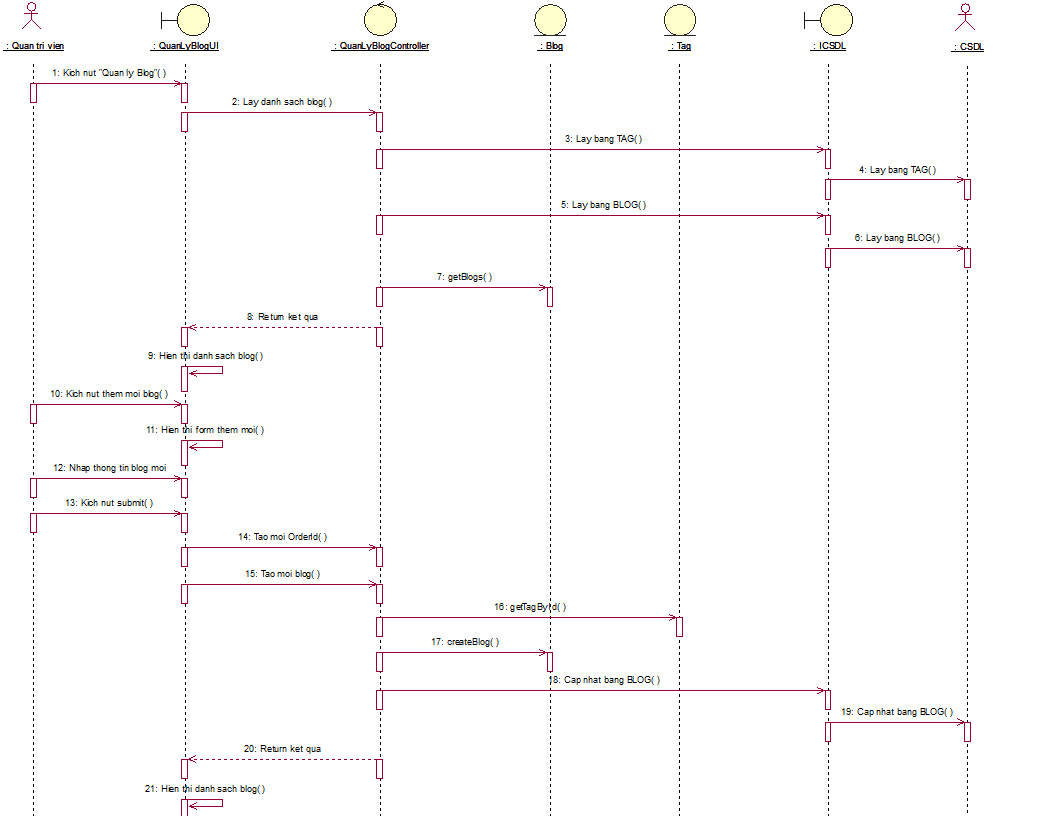 : Quan tri vien
: QuanLyBlogUI
: QuanLyBlogController
: Blog
: Tag
: ICSDL
: CSDL
1: Kich nut "Quan ly Blog"( )
2: Lay danh sach blog( )
3: Lay bang TAG( )
4: Lay bang TAG( )
5: Lay bang BLOG( )
6: Lay bang BLOG( )
7: getBlogs( )
8: Return ket qua
9: Hien thi danh sach blog( )
10: Kich nut them moi blog( )
11: Hien thi form them moi( )
12: Nhap thong tin blog moi
13: Kich nut submit( )
14: Tao moi OrderId( )
15: Tao moi blog( )
16: getTagById( )
17: createBlog( )
18: Cap nhat bang BLOG( )
19: Cap nhat bang BLOG( )
20: Return ket qua
21: Hien thi danh sach blog( )